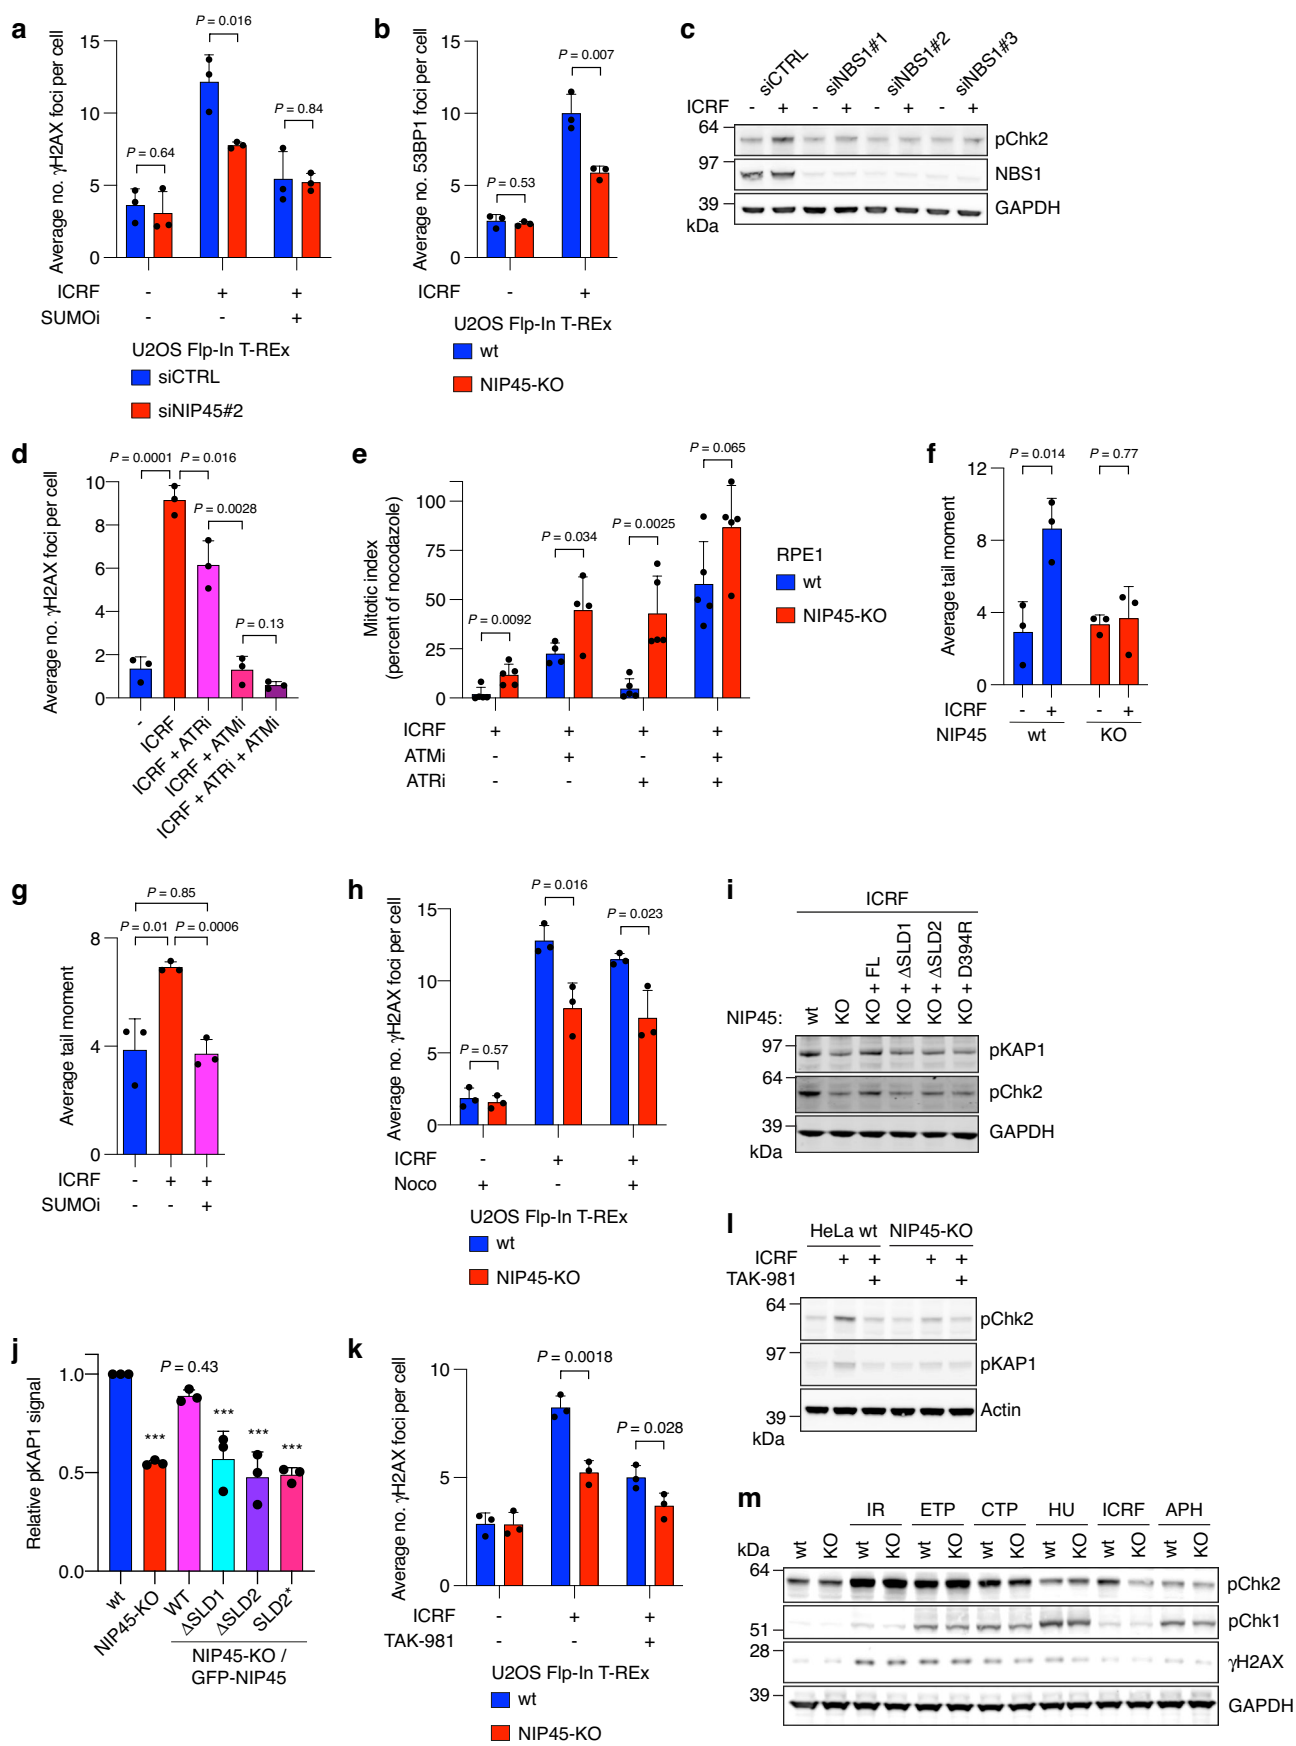 a
Average no. γH2AX foci per cell
15
10
5
0
P = 0.64
P = 0.016
P = 0.84
ICRF - + +
SUMOi - - +
U2OS Flp-In T-REx
siCTRL
siNIP45#2
b
Average no. 53BP1 foci per cell
15
10
5
0
P = 0.53
P = 0.007
ICRF - +
U2OS Flp-In T-REx
wt
NIP45-KO
c
siCTRL siNBS1#1 siNBS1#2 siNBS1#3
ICRF - + - + - + - +
64 pChk2
97 NBS1
39 GAPDH
kDa
d
Average no. γH2AX foci per cell
10
8
6
4
2
0
P = 0.0001
P = 0.016
P = 0.0028
P = 0.13
-
ICRF
ICRF + ATRi
ICRF + ATMi
ICRF + ATRi + ATMi
e
Mitotic index
(percent of nocodazole)
100
75
50
25
0
P = 0.0092
P = 0.034
P = 0.0025
P = 0.065
ICRF + + + +
ATMi - + - +
ATRi - - + +
RPE1
wt
NIP45-KO
f
Average tail moment
12
8
4
0
P = 0.014
P = 0.77
ICRF - + - +
NIP45 wt KO
g
Average tail moment
8
4
0
P = 0.85
P = 0.01
P = 0.0006
ICRF - + +
SUMOi - - +
h
Average no. γH2AX foci per cell
15
10
5
0
P = 0.57
P = 0.016
P = 0.023
ICRF - + +
Noco + - +
U2OS Flp-In T-REx
wt
NIP45-KO
i
ICRF
NIP45: wt KO KO + FL KO + ΔSLD1 KO + ΔSLD2 KO + D394R
97 pKAP1
64 pChk2
39 GAPDH
kDa
j
Relative pKAP1 signal
1.0
0.5
0.0
P = 0.43
***
***
***
***
wt NIP45-KO WT ΔSLD1 ΔSLD2 SLD2*
NIP45-KO /
GFP-NIP45
k
Average no. γH2AX foci per cell
10
5
0
P = 0.0018
P = 0.028
ICRF - + +
TAK-981 - - +
U2OS Flp-In T-REx
wt
NIP45-KO
l
HeLa wt NIP45-KO
ICRF + + + +
TAK-981 + +
64 pChk2
97 pKAP1
39 Actin
kDa
m
IR ETP CTP HU ICRF APH
kDa wt KO wt KO wt KO wt KO wt KO wt KO wt KO
64 pChk2
51 pChk1
28 γH2AX
39 GAPDH